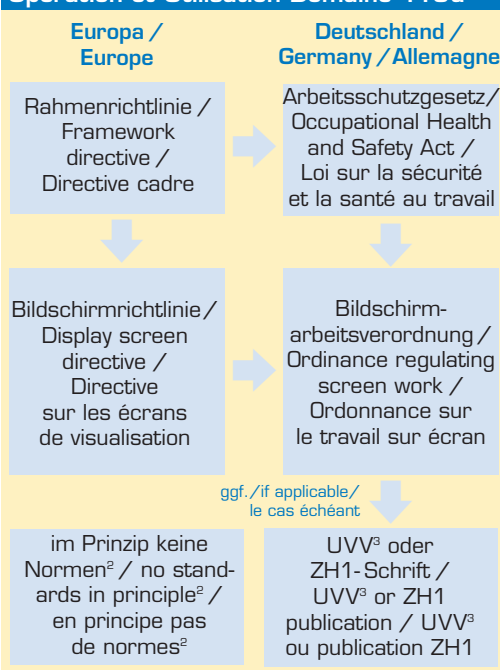 et Utilisation Domaine
Europa /
Europe
Deutschland /
Germany / Allemagne
Rahmenrichtlinie /
Framework
directive /
Directive cadre
Arbeitsschutzgesetz/
Occupational Health
and Safety Act /
Loi sur la sécurité
et la santé au travail
Bildschirmrichtlinie /
Display screen
directive /
Directive
sur les écrans
de visualisation
Bildschirm-
arbeitsverordnung /
Ordinance regulating
screen work /
Ordonnance sur
le travail sur écran
ggf./if applicable/
le cas échéant
im Prinzip keine
Normen² / no stand-
ards in principle² /
en principe pas
de normes²
UVV³ oder
ZH1-Schrift /
UVV³ or ZH1
publication / UVV³
ou publication ZH1